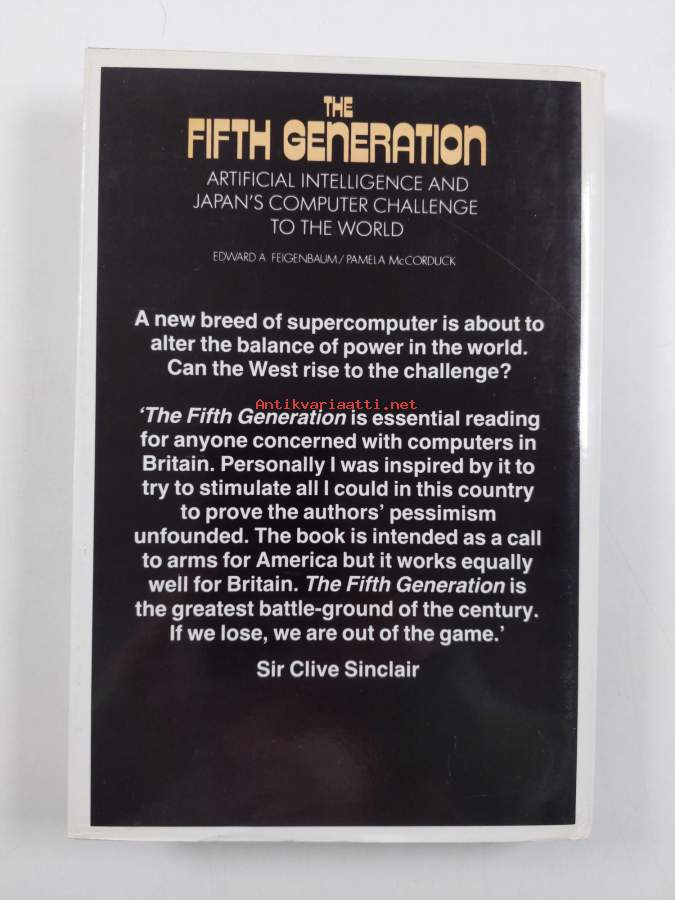 THE
FIFTH GENERATION
ARTIFICIAL INTELLIGENCE AND
JAPAN'S COMPUTER CHALLENGE
TO THE WORLD
EDWARD A. FEIGENBAUM/PAMELA McCORDUCK
A new breed of supercomputer is about to
alter the balance of power in the world.
Can the West rise to the challenge?
Antikvariaatti.net
‘The Fifth Generation is essential reading
for anyone concerned with computers in
Britain. Personally I was inspired by it to
try to stimulate all I could in this country
to prove the authors’ pessimism
unfounded. The book is intended as a call
to arms for America but it works equally
well for Britain. The Fifth Generation is
the greatest battle-ground of the century.
If we lose, we are out of the game.’
Sir Clive Sinclair